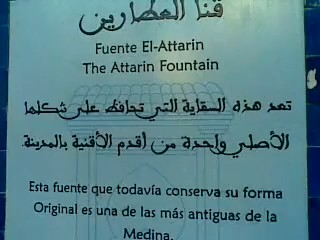 قنا العطارين
Fuente El-Attarin
The Attarin Fountain
تعد هذه السقاية التي تحافظ على شكلها
الأصلي واحدة من أقدم الأقنية بالمدينة.
Esta fuente que todavía conserva su forma
Original es una de las más antiguas de la
Medina.